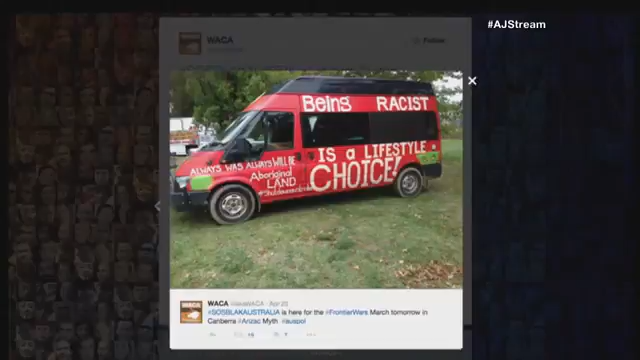 #AJStream
WACA
Follow
Being RACIST
IS a LIFESTYLE
CHOICE!
ALWAYS WAS ALWAYS WILL BE
Aboriginal
LAND
WACA Apr 20
#SOSBLAKAUSTRALIA is here for the #FrontierWars March tomorrow in
Canberra #Anzac Myth #auspol